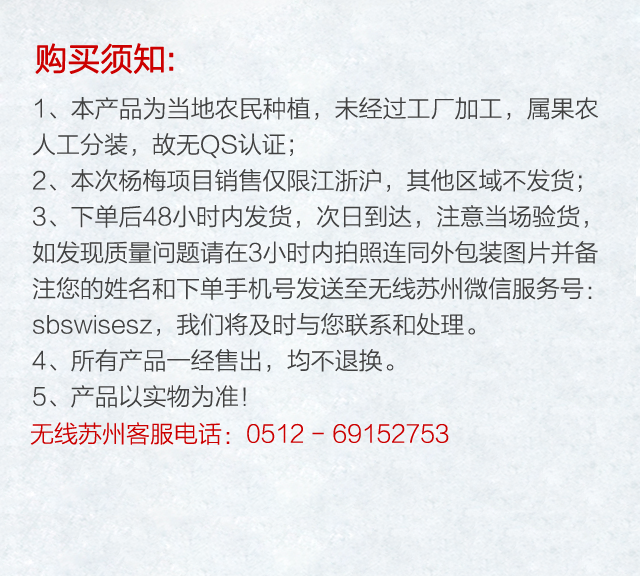 购买须知:
1、本产品为当地农民种植，未经过工厂加工，属果农
人工分装，故无QS认证；
2、本次杨梅项目销售仅限江浙沪，其他区域不发货；
3、下单后48小时内发货，次日到达，注意当场验货，
如发现质量问题请在3小时内拍照连同外包装图片并备
注您的姓名和下单手机号发送至无线苏州微信服务号：
sbswisesz，我们将及时与您联系和处理。
4、所有产品一经售出，均不退换。
5、产品以实物为准！
无线苏州客服电话：0512 – 69152753